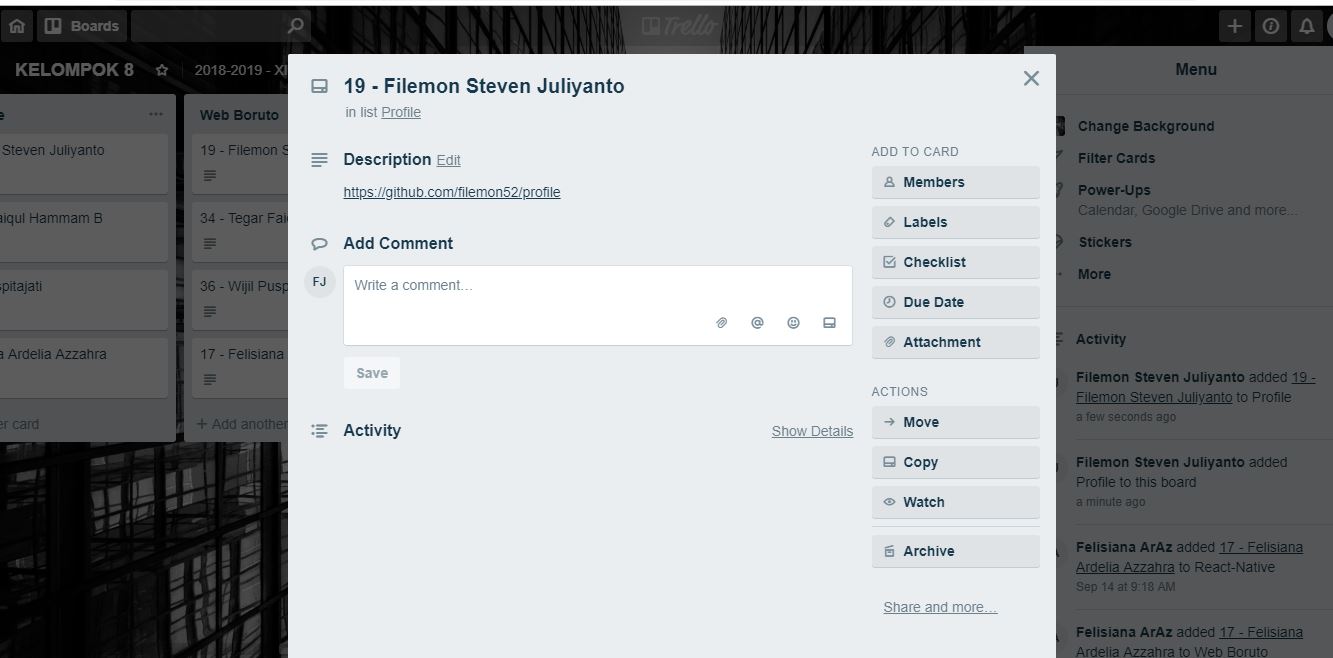 Boards
Trello
KELOMPOK 8
2018-2019 - XI
Steven Juliyanto
Hammam B
Ardelia Azzahra
card
Web Boruto
19 - Filemon S
34 - Tegar Fai
36 - Wijil Pusp
17 - Felisiana
+ Add another
19 - Filemon Steven Juliyanto
in list Profile
Description Edit
https://github.com/filemon52/profile
Add Comment
FJ
Write a comment…
Save
Activity
Show Details
ADD TO CARD
Members
Labels
Checklist
Due Date
Attachment
ACTIONS
Move
Copy
Watch
Archive
Share and more…
Menu
Change Background
Filter Cards
Power-Ups
Calendar, Google Drive and more...
Stickers
More
Activity
Filemon Steven Juliyanto added 19 -
Filemon Steven Juliyanto to Profile
a few seconds ago
Filemon Steven Juliyanto added
Profile to this board
a minute ago
Felisiana ArAz added 17 - Felisiana
Ardelia Azzahra to React-Native
Sep 14 at 9:18 AM
Felisiana ArAz added 17 - Felisiana
Ardelia Azzahra to Web Boruto